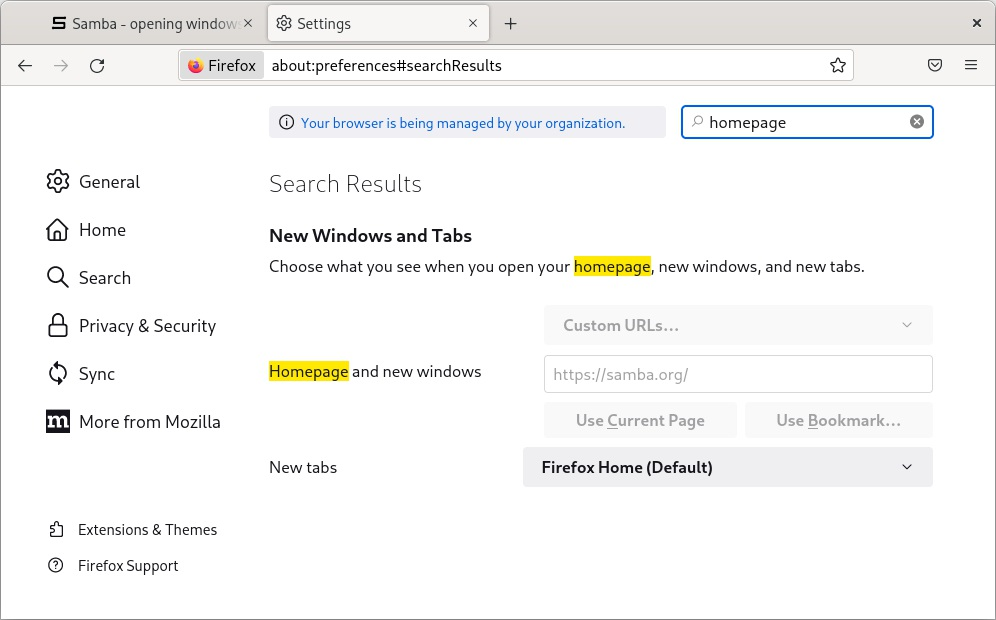 Samba - opening windows
Settings
Firefox
about:preferences#searchResults
Your browser is being managed by your organization.
homepage
General
Home
Search
Privacy & Security
Sync
More from Mozilla
Extensions & Themes
Firefox Support
Search Results
New Windows and Tabs
Choose what you see when you open your homepage, new windows, and new tabs.
Custom URLs...
Homepage and new windows
https://samba.org/
Use Current Page
Use Bookmark...
New tabs
Firefox Home (Default)